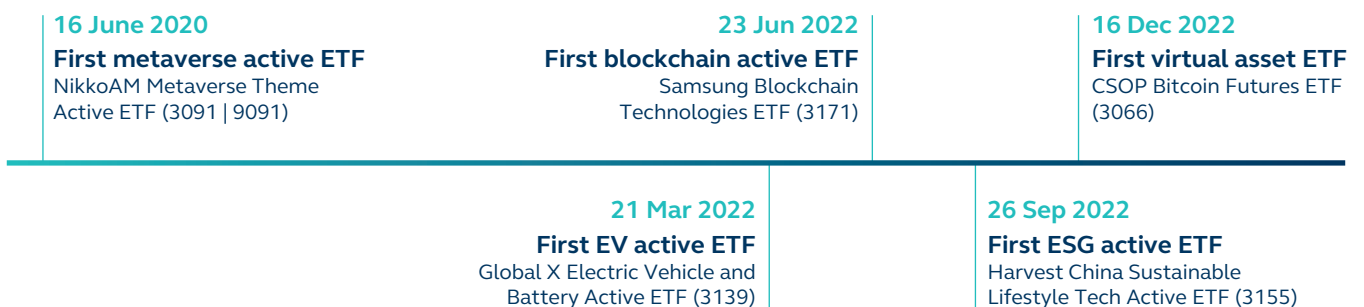 16 June 2020
First metaverse active ETF
NikkoAM Metaverse Theme
Active ETF (3091 | 9091)
23 Jun 2022
First blockchain active ETF
Samsung Blockchain
Technologies ETF (3171)
16 Dec 2022
First virtual asset ETF
CSOP Bitcoin Futures ETF
(3066)
21 Mar 2022
First EV active ETF
Global X Electric Vehicle and
Battery Active ETF (3139)
26 Sep 2022
First ESG active ETF
Harvest China Sustainable
Lifestyle Tech Active ETF (3155)